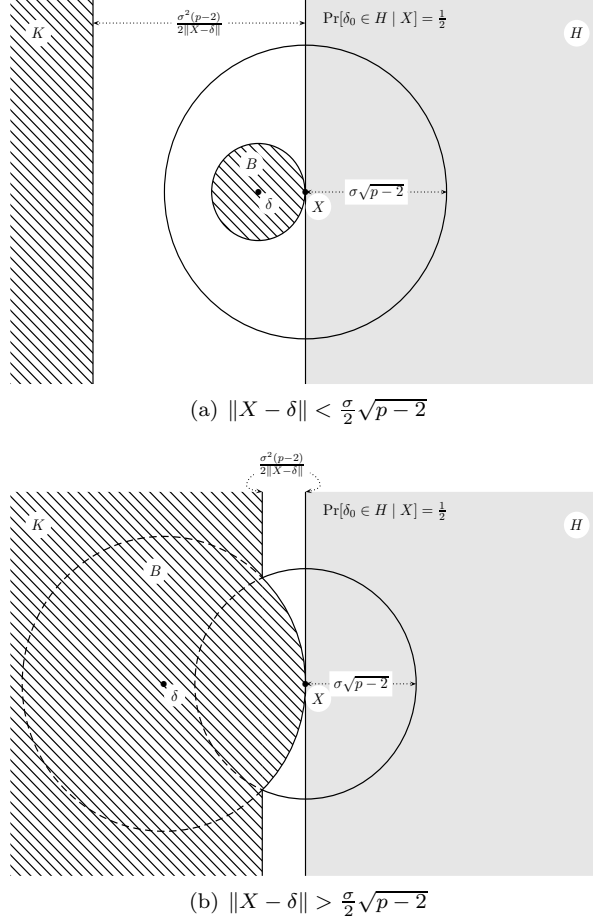 K
σ²(p−2) / 2‖X−δ‖
Pr[δ₀ ∈ H | X] = 1/2
H
B
δ
X
σ√p − 2
(a) ‖X − δ‖ < σ/2 √p − 2
σ²(p−2) / 2‖X−δ‖
K
Pr[δ₀ ∈ H | X] = 1/2
H
B
δ
X
σ√p − 2
(b) ‖X − δ‖ > σ/2 √p − 2